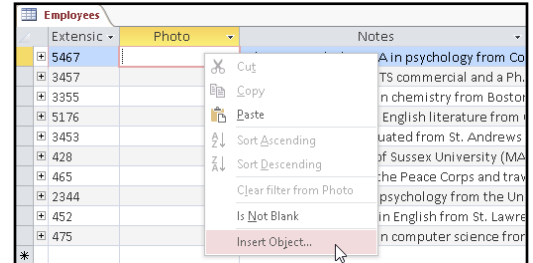 Employees
Extensic Photo Notes
5467 A in psychology from Co
3457 TS commercial and a Ph.
3355 n chemistry from Bostor
5176 English literature from
3453 uated from St. Andrews
428 of Sussex University (MA
465 the Peace Corps and trav
2344 psychology from the Un
452 in English from St. Lawre
475 n computer science fror
Cut
Copy
Paste
Sort Ascending
Sort Descending
Clear filter from Photo
Is Not Blank
Insert Object...